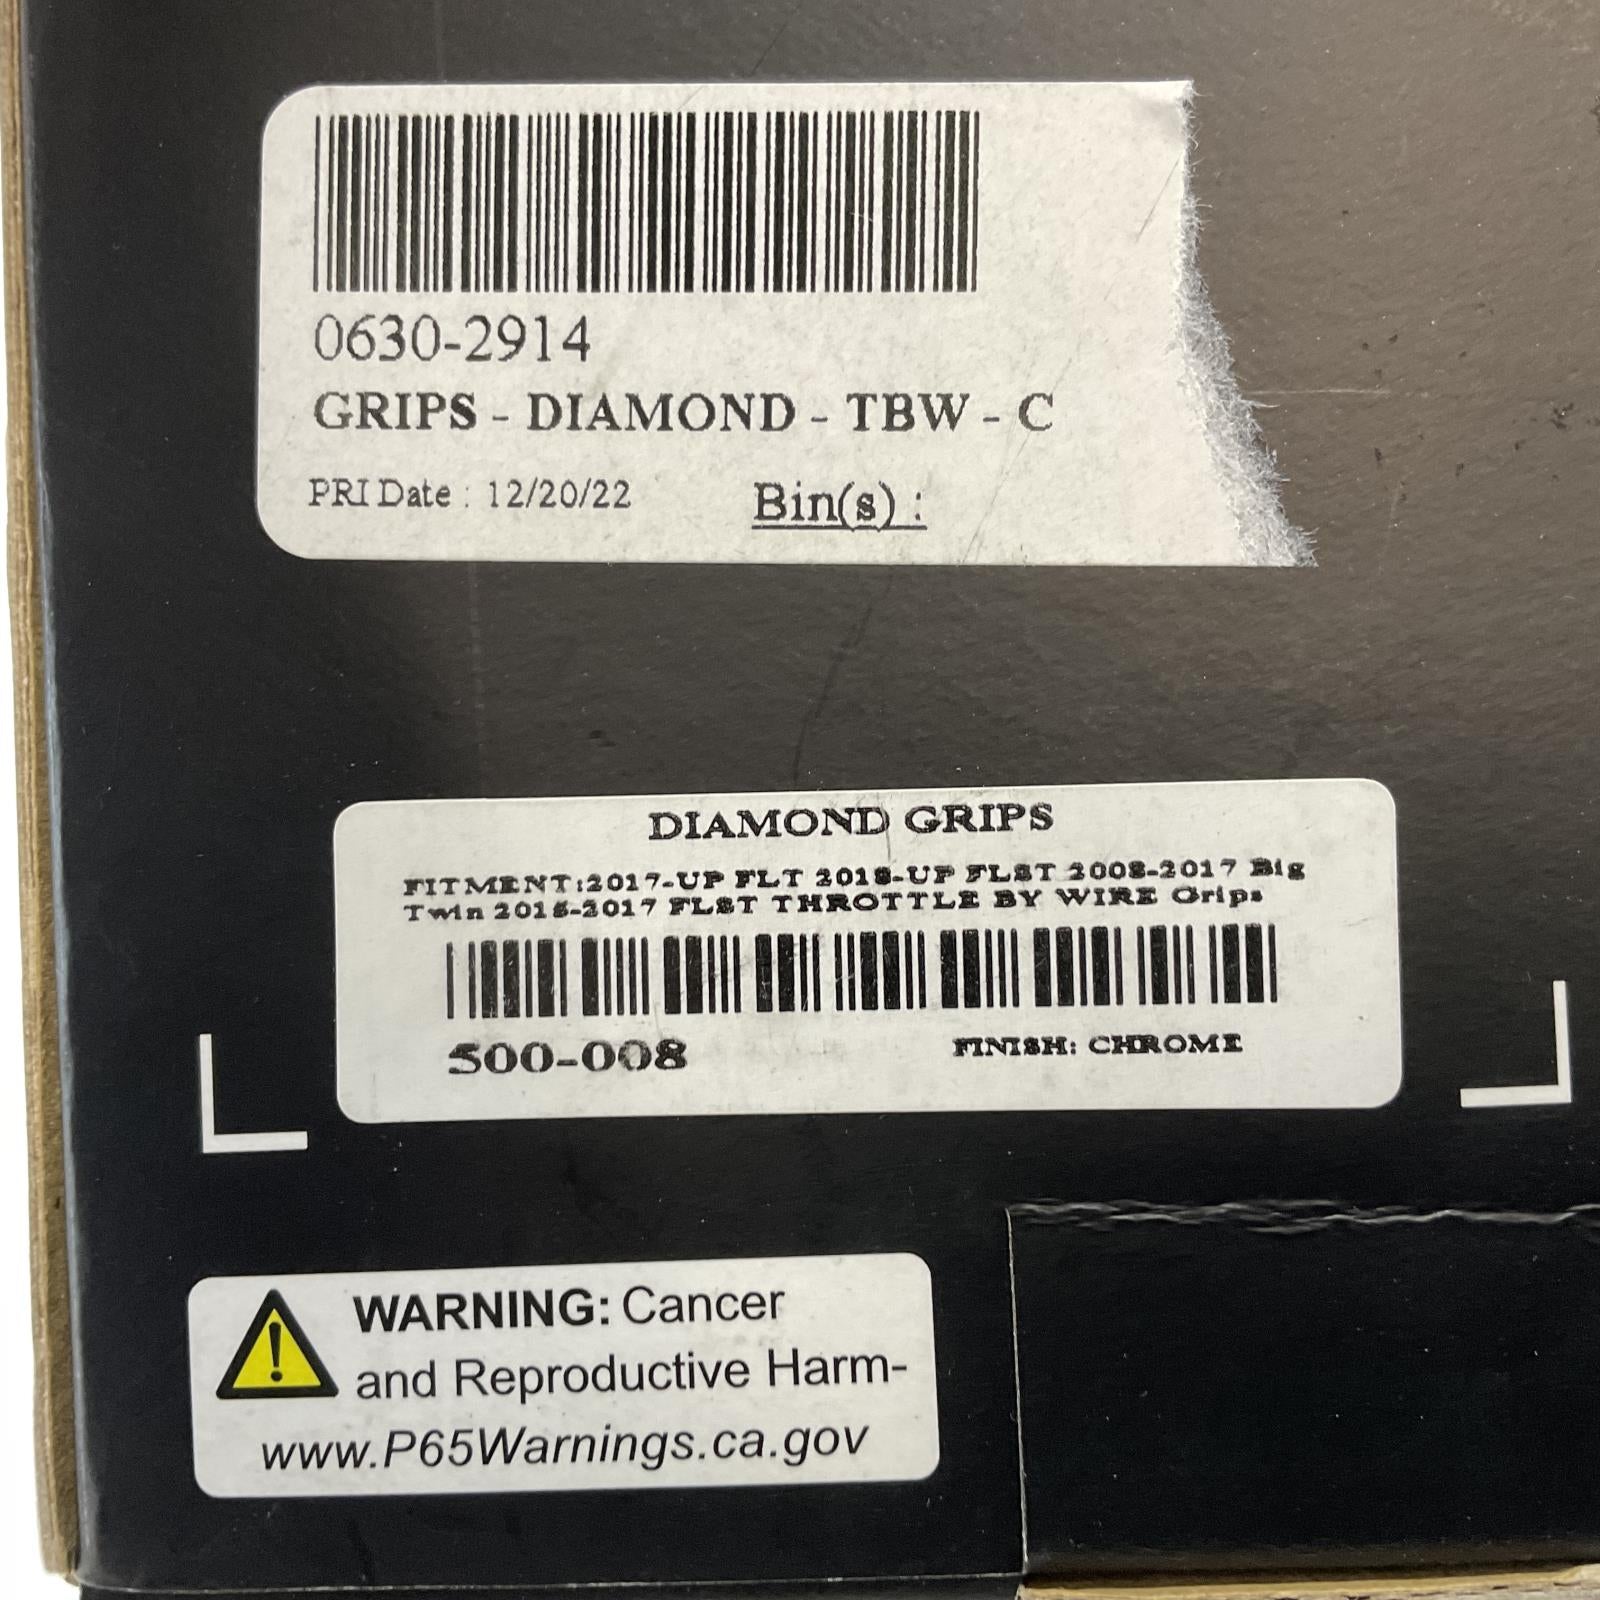 0630-2914
GRIPS - DIAMOND - TBW - C
PRI Date : 12/20/22 Bin(s) :
DIAMOND GRIPS
FITMENT:2017-UP FLT 2018-UP FLST 2008-2017 Big
Twin 2016-2017 FLST THROTTLE BY WIRE Grips
500-008 FINISH: CHROME
WARNING: Cancer
and Reproductive Harm-
www.P65Warnings.ca.gov